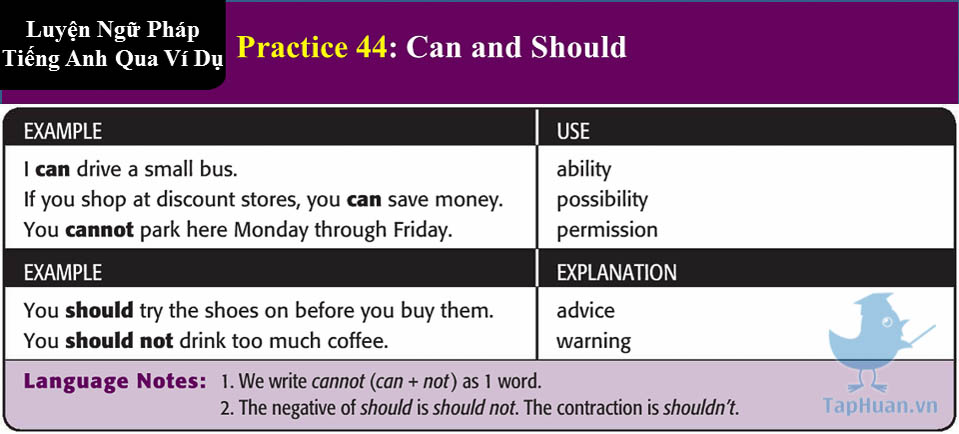 Luyện Ngữ Pháp
Tiếng Anh Qua Ví Dụ
Practice 44: Can and Should
EXAMPLE USE
I can drive a small bus. ability
If you shop at discount stores, you can save money. possibility
You cannot park here Monday through Friday. permission
EXAMPLE EXPLANATION
You should try the shoes on before you buy them. advice
You should not drink too much coffee. warning
Language Notes: 1. We write cannot (can + not) as 1 word.
2. The negative of should is should not. The contraction is shouldn't.
TapHuan.vn